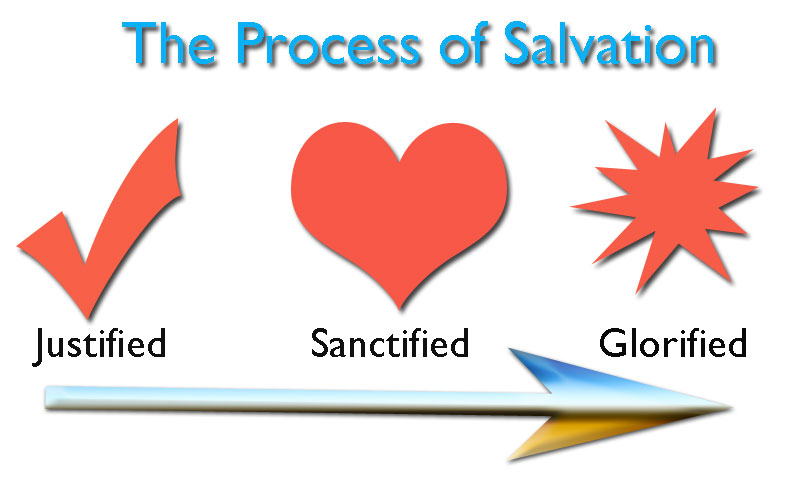 The Process of Salvation
Justified Sanctified Glorified